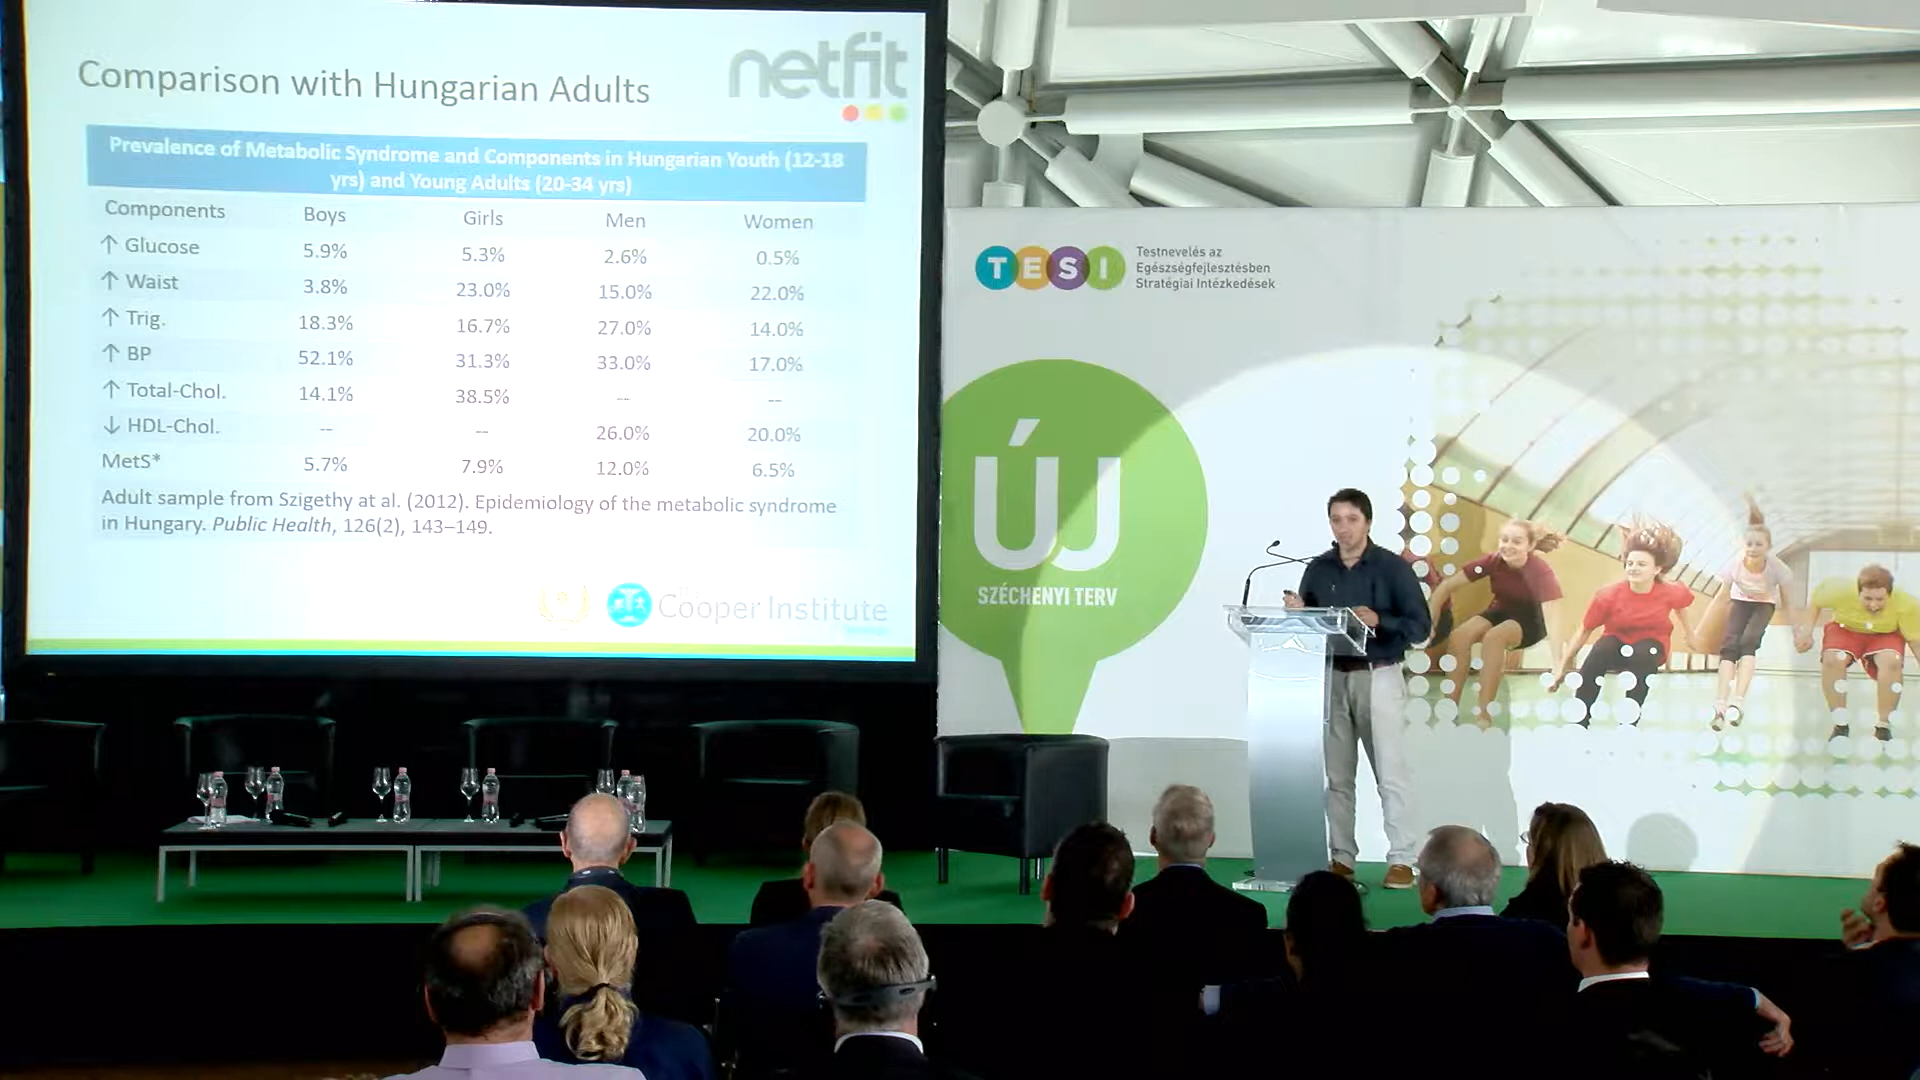 netfit
Comparison with Hungarian Adults
Prevalence of Metabolic Syndrome and Components in Hungarian Youth (12-18
yrs) and Young Adults (20-34 yrs)
Components Boys Girls Men Women
↑ Glucose 5.9% 5.3% 2.6% 0.5%
↑ Waist 3.8% 23.0% 15.0% 22.0%
↑ Trig. 18.3% 16.7% 27.0% 14.0%
↑ BP 52.1% 31.3% 33.0% 17.0%
↑ Total-Chol. 14.1% 38.5% -- --
↓ HDL-Chol. -- -- 26.0% 20.0%
MetS* 5.7% 7.9% 12.0% 6.5%
Adult sample from Szigethy at al. (2012). Epidemiology of the metabolic syndrome
in Hungary. Public Health, 126(2), 143–149.
Cooper Institute
TESI
Testnevelés az
Egészségfejlesztésben
Stratégiai Intézkedések
ÚJ
SZÉCHENYI TERV